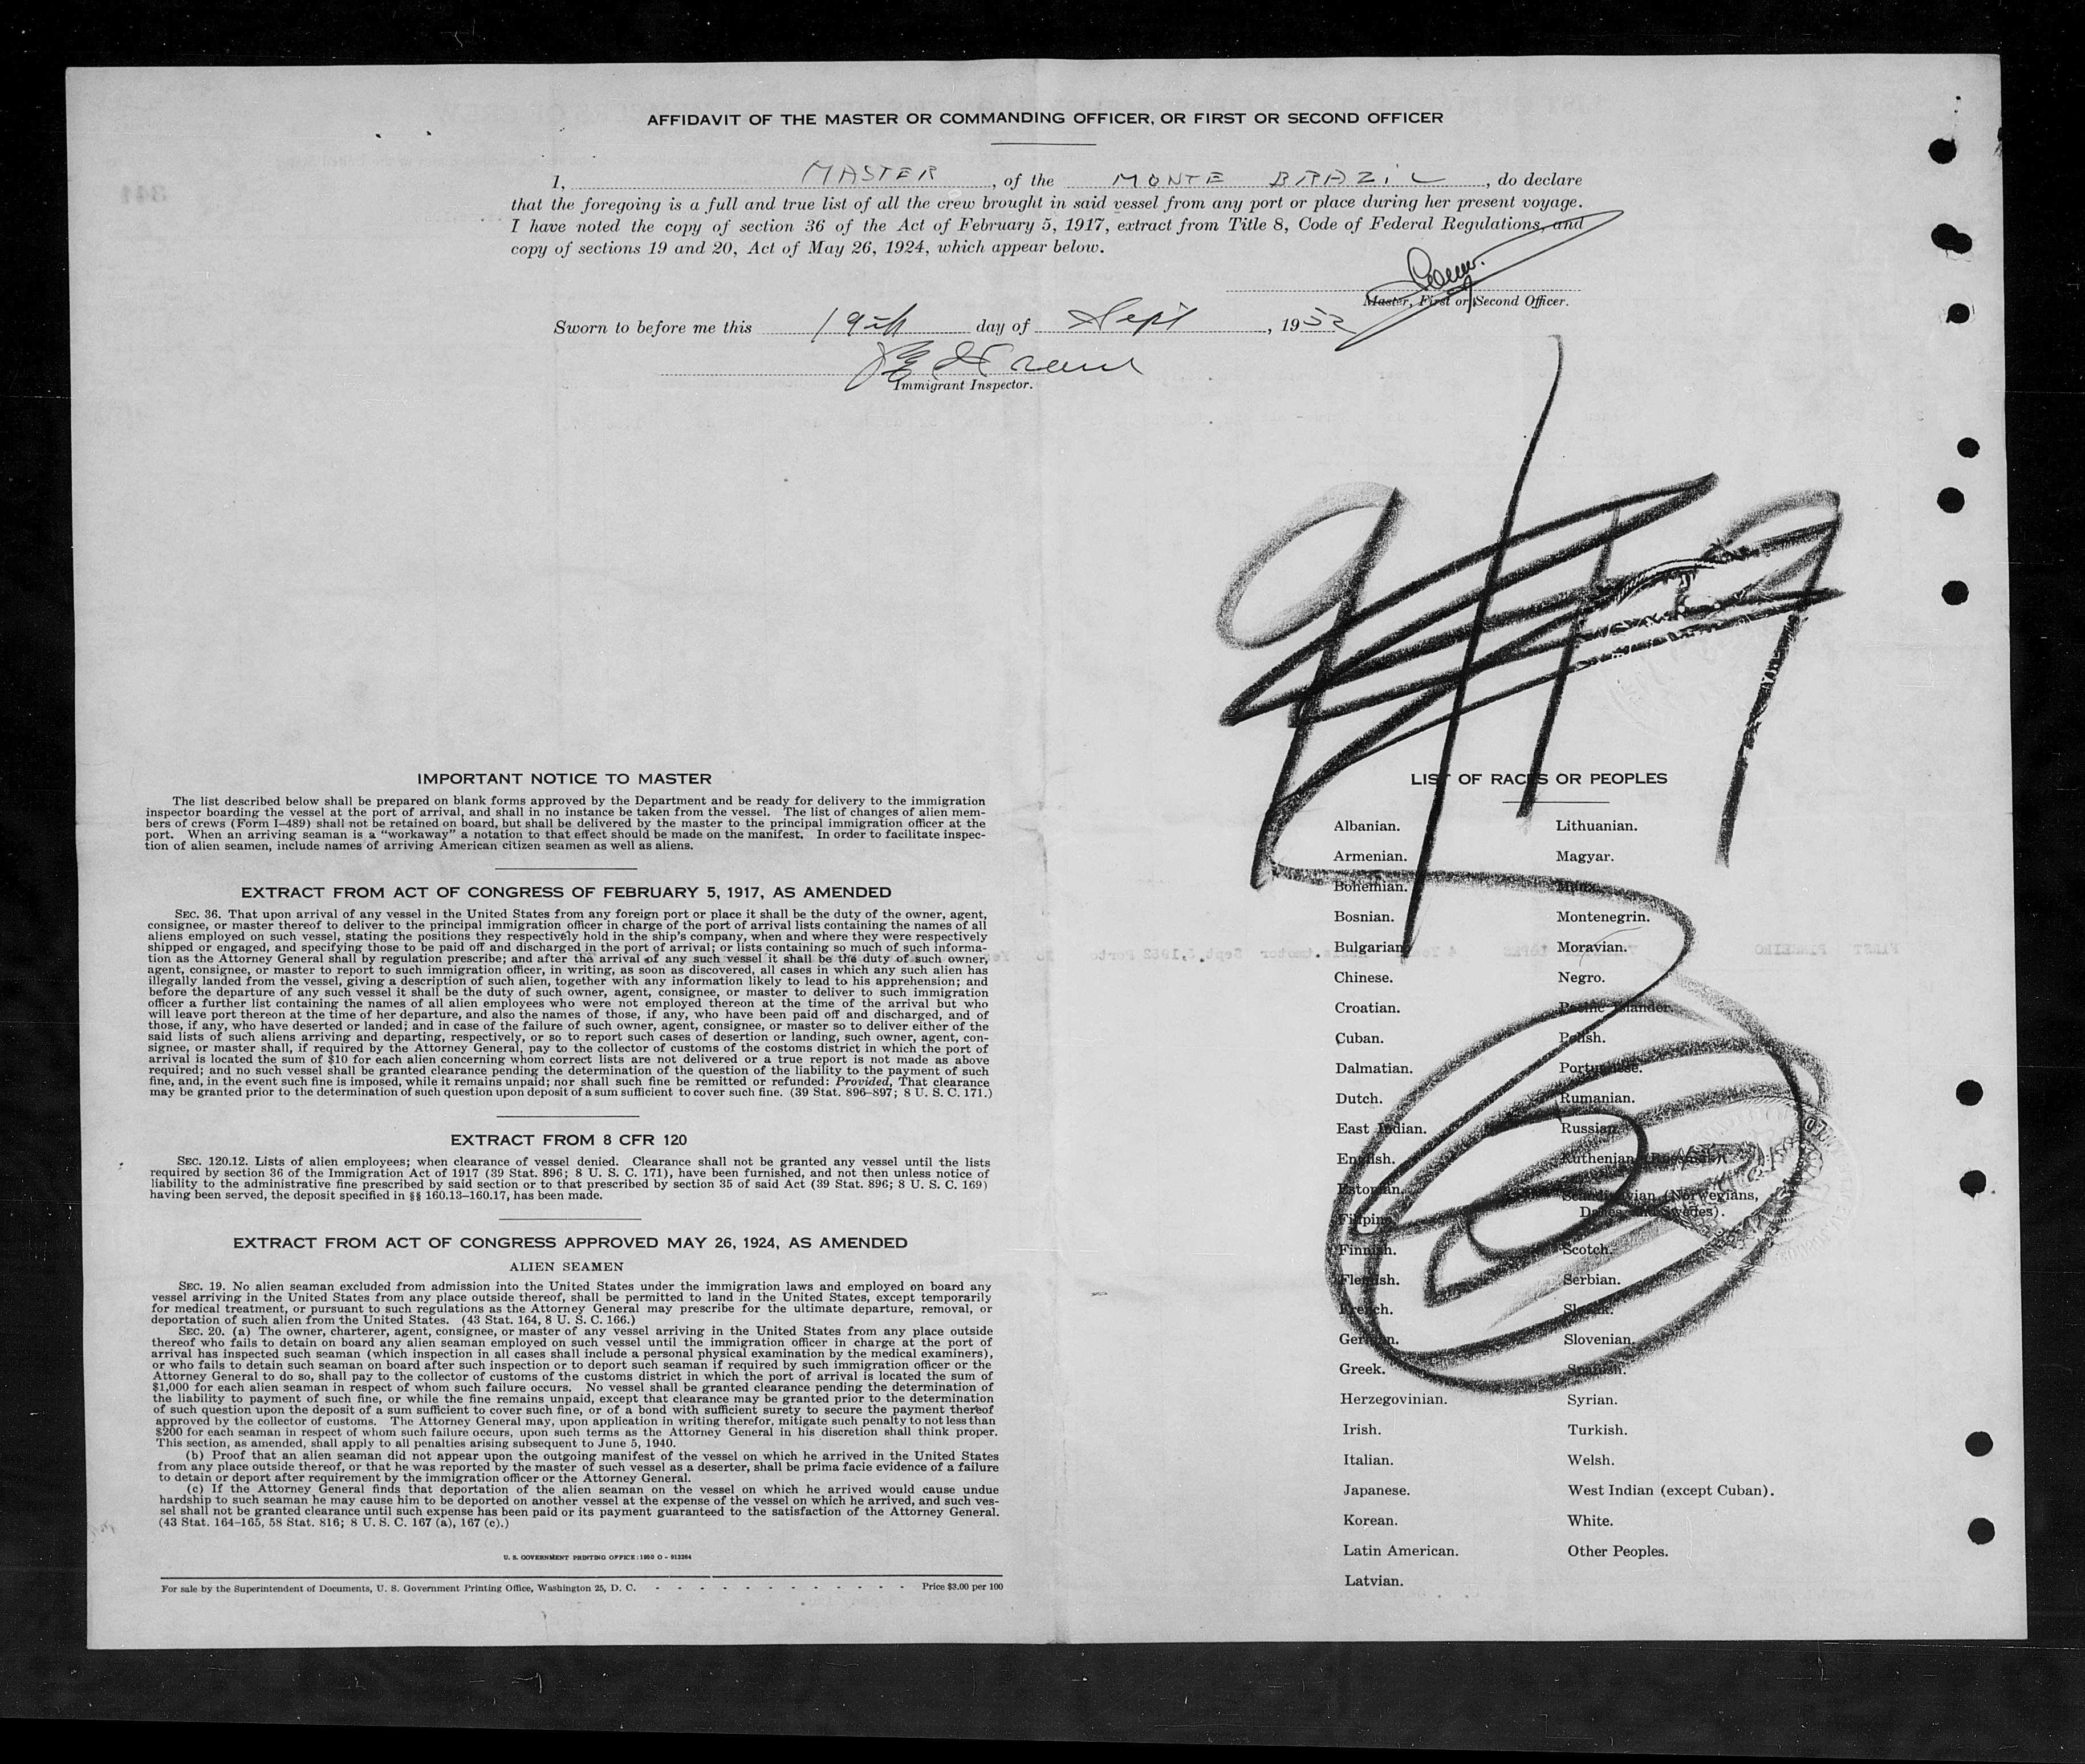 AFFIDAVIT OF THE MASTER OR COMMANDING OFFICER, OR FIRST OR SECOND OFFICER
I, MASTER, of the MONTE BRAZIL, do declare
that the foregoing is a full and true list of all the crew brought in said vessel from any port or place during her present voyage.
I have noted the copy of section 36 of the Act of February 5, 1917, extract from Title 8, Code of Federal Regulations, and
copy of sections 19 and 20, Act of May 26, 1924, which appear below.
Master, First or Second Officer.
Sworn to before me this 19th day of Sept, 1952
Immigrant Inspector.
IMPORTANT NOTICE TO MASTER
The list described below shall be prepared on blank forms approved by the Department and be ready for delivery to the immigration
inspector boarding the vessel at the port of arrival, and shall in no instance be taken from the vessel. The list of changes of alien mem-
bers of crews (Form I–489) shall not be retained on board, but shall be delivered by the master to the principal immigration officer at the
port. When an arriving seaman is a “workaway” a notation to that effect should be made on the manifest. In order to facilitate inspec-
tion of alien seamen, include names of arriving American citizen seamen as well as aliens.
EXTRACT FROM ACT OF CONGRESS OF FEBRUARY 5, 1917, AS AMENDED
SEC. 36. That upon arrival of any vessel in the United States from any foreign port or place it shall be the duty of the owner, agent,
consignee, or master thereof to deliver to the principal immigration officer in charge of the port of arrival lists containing the names of all
aliens employed on such vessel, stating the positions they respectively hold in the ship's company, when and where they were respectively
shipped or engaged, and specifying those to be paid off and discharged in the port of arrival; or lists containing so much of such informa-
tion as the Attorney General shall by regulation prescribe; and after the arrival of any such vessel it shall be the duty of such owner,
agent, consignee, or master to report to such immigration officer, in writing, as soon as discovered, all cases in which any such alien has
illegally landed from the vessel, giving a description of such alien, together with any information likely to lead to his apprehension; and
before the departure of any such vessel it shall be the duty of such owner, agent, consignee, or master to deliver to such immigration
officer a further list containing the names of all alien employees who were not employed thereon at the time of the arrival but who
will leave port thereon at the time of her departure, and also the names of those, if any, who have been paid off and discharged, and of
those, if any, who have deserted or landed; and in case of the failure of such owner, agent, consignee, or master so to deliver either of the
said lists of such aliens arriving and departing, respectively, or so to report such cases of desertion or landing, such owner, agent, con-
signee, or master shall, if required by the Attorney General, pay to the collector of customs of the costoms district in which the port of
arrival is located the sum of $10 for each alien concerning whom correct lists are not delivered or a true report is not made as above
required; and no such vessel shall be granted clearance pending the determination of the question of the liability to the payment of such
fine, and, in the event such fine is imposed, while it remains unpaid; nor shall such fine be remitted or refunded: Provided, That clearance
may be granted prior to the determination of such question upon deposit of a sum sufficient to cover such fine. (39 Stat. 896–897; 8 U. S. C. 171.)
EXTRACT FROM 8 CFR 120
SEC. 120.12. Lists of alien employees; when clearance of vessel denied. Clearance shall not be granted any vessel until the lists
required by section 36 of the Immigration Act of 1917 (39 Stat. 896; 8 U. S. C. 171), have been furnished, and not then unless notice of
liability to the administrative fine prescribed by said section or to that prescribed by section 35 of said Act (39 Stat. 896; 8 U. S. C. 169)
having been served, the deposit specified in §§ 160.13–160.17, has been made.
EXTRACT FROM ACT OF CONGRESS APPROVED MAY 26, 1924, AS AMENDED
ALIEN SEAMEN
SEC. 19. No alien seaman excluded from admission into the United States under the immigration laws and employed on board any
vessel arriving in the United States from any place outside thereof, shall be permitted to land in the United States, except temporarily
for medical treatment, or pursuant to such regulations as the Attorney General may prescribe for the ultimate departure, removal, or
deportation of such alien from the United States. (43 Stat. 164, 8 U. S. C. 166.)
SEC. 20. (a) The owner, charterer, agent, consignee, or master of any vessel arriving in the United States from any place outside
thereof who fails to detain on board any alien seaman employed on such vessel until the immigration officer in charge at the port of
arrival has inspected such seaman (which inspection in all cases shall include a personal physical examination by the medical examiners),
or who fails to detain such seaman on board after such inspection or to deport such seaman if required by such immigration officer or the
Attorney General to do so, shall pay to the collector of customs of the customs district in which the port of arrival is located the sum of
$1,000 for each alien seaman in respect of whom such failure occurs. No vessel shall be granted clearance pending the determination of
the liability to the payment of such fine, or while the fine remains unpaid, except that clearance may be granted prior to the determination
of such question upon the deposit of a sum sufficient to cover such fine, or of a bond with sufficient surety to secure the payment thereof
approved by the collector of customs. The Attorney General may, upon application in writing therefor, mitigate such penalty to not less than
$200 for each seaman in respect of whom such failure occurs, upon such terms as the Attorney General in his discretion shall think proper.
This section, as amended, shall apply to all penalties arising subsequent to June 5, 1940.
(b) Proof that an alien seaman did not appear upon the outgoing manifest of the vessel on which he arrived in the United States
from any place outside thereof, or that he was reported by the master of such vessel as a deserter, shall be prima facie evidence of a failure
to detain or deport after requirement by the immigration officer or the Attorney General.
(c) If the Attorney General finds that deportation of the alien seaman on the vessel on which he arrived would cause undue
hardship to such seaman he may cause him to be deported on another vessel at the expense of the vessel on which he arrived, and such ves-
sel shall not be granted clearance until such expense has been paid or its payment guaranteed to the satisfaction of the Attorney General.
(43 Stat. 164–165, 58 Stat. 816; 8 U. S. C. 167 (a), 167 (c).)
U. S. GOVERNMENT PRINTING OFFICE : 1950 O - 913264
For sale by the Superintendent of Documents, U. S. Government Printing Office, Washington 25, D. C. - - - - - - - - - - - - Price $3.00 per 100
LIST OF RACES OR PEOPLES
Albanian.
Armenian.
Bohemian.
Bosnian.
Bulgarian.
Chinese.
Croatian.
Cuban.
Dalmatian.
Dutch.
East Indian.
English.
Estonian.
Filipino.
Finnish.
Flemish.
French.
German.
Greek.
Herzegovinian.
Irish.
Italian.
Japanese.
Korean.
Latin American.
Latvian.
Lithuanian.
Magyar.
Manx.
Montenegrin.
Moravian.
Negro.
Pacific Islander.
Polish.
Portuguese.
Rumanian.
Russian.
Ruthenian (Russniak).
Scandinavian (Norwegians,
Danes and Swedes).
Scotch.
Serbian.
Slovak.
Slovenian.
Spanish.
Syrian.
Turkish.
Welsh.
West Indian (except Cuban).
White.
Other Peoples.